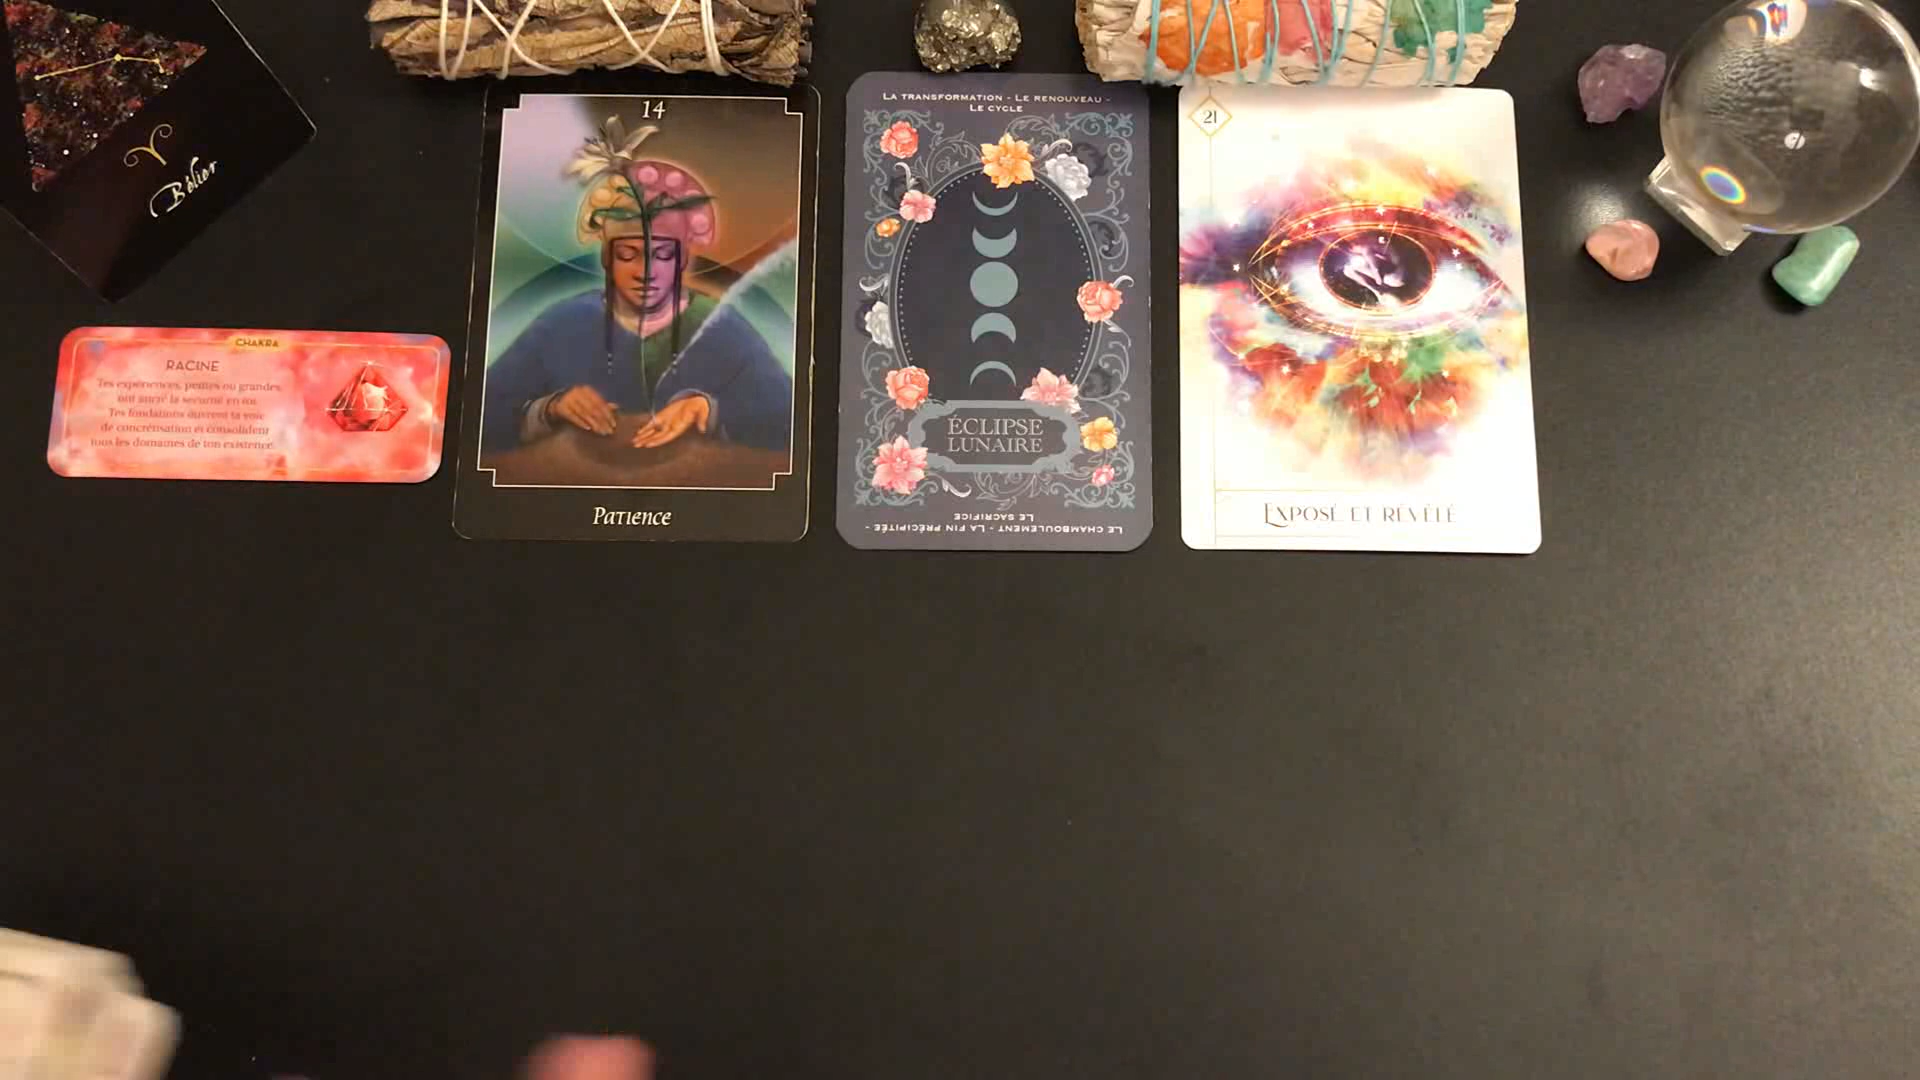 Bélier
CHAKRA
RACINE
Tes expériences, petites ou grandes
ont ancré la sécurité en toi.
Tes fondations ouvrent ta voie
de concrétisation et consolident
tous les domaines de ton existence.
14
Patience
La transformation - Le renouveau -
Le cycle
ÉCLIPSE
LUNAIRE
Le chamboulement - La fin précipitée -
Le sacrifice
21
Exposé et révélé